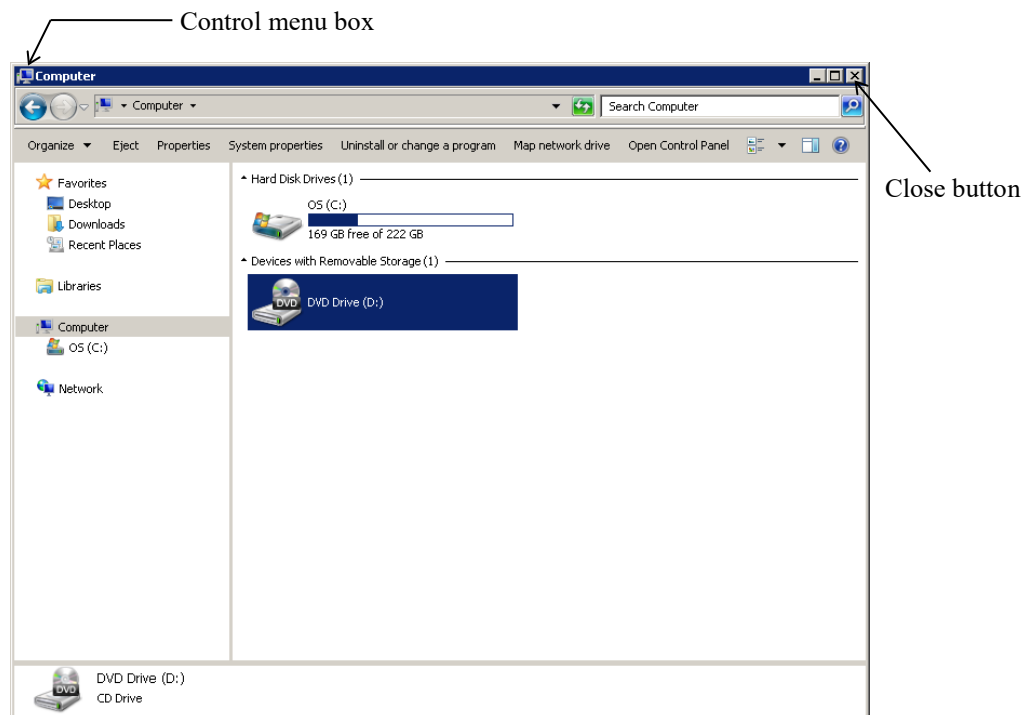 Control menu box
Computer
Computer
Search Computer
Organize Eject Properties System properties Uninstall or change a program Map network drive Open Control Panel
Close button
Favorites
Desktop
Downloads
Recent Places
Libraries
Computer
OS (C:)
Network
Hard Disk Drives (1)
OS (C:)
169 GB free of 222 GB
Devices with Removable Storage (1)
DVD
DVD Drive (D:)
DVD
DVD Drive (D:)
CD Drive